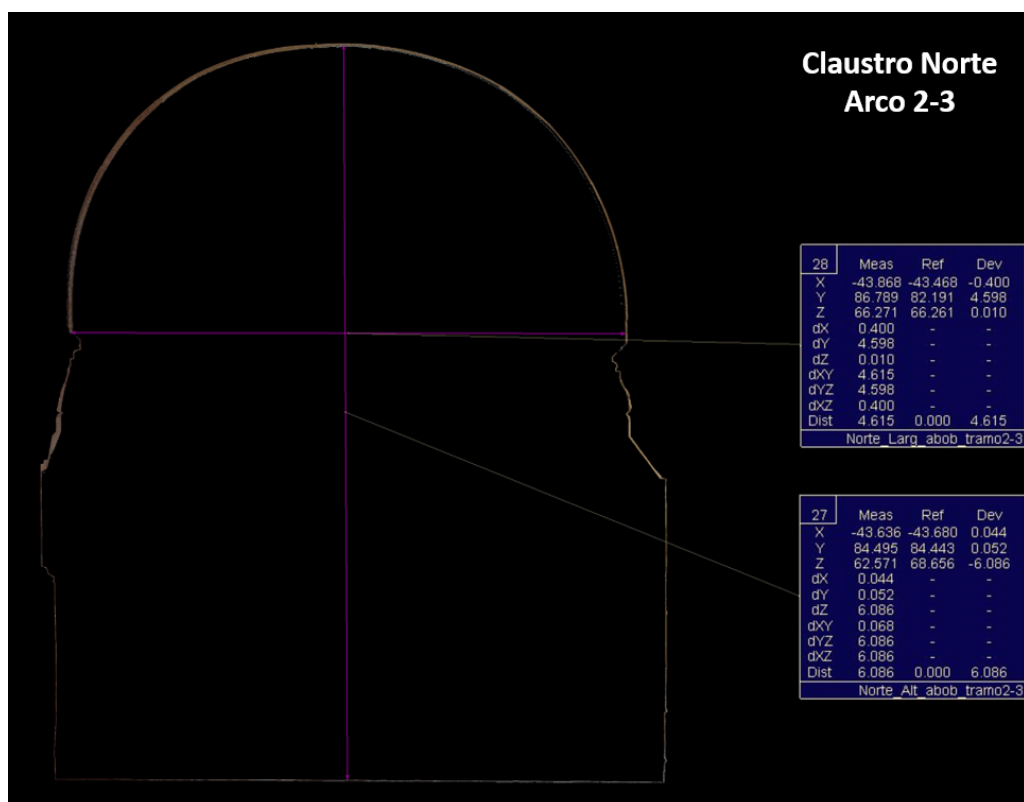 Claustro Norte
Arco 2-3
28 Meas Ref Dev
X -43.868 -43.468 -0.400
Y 86.789 82.191 4.598
Z 66.271 66.261 0.010
dX 0.400 - -
dY 4.598 - -
dZ 0.010 - -
dXY 4.615 - -
dYZ 4.598 - -
dXZ 0.400 - -
Dist 4.615 0.000 4.615
Norte_Larg_abob_tramo2-3
27 Meas Ref Dev
X -43.636 -43.680 0.044
Y 84.495 84.443 0.052
Z 62.571 68.656 -6.086
dX 0.044 - -
dY 0.052 - -
dZ 6.086 - -
dXY 0.068 - -
dYZ 6.086 - -
dXZ 6.086 - -
Dist 6.086 0.000 6.086
Norte_Alt_abob_tramo2-3